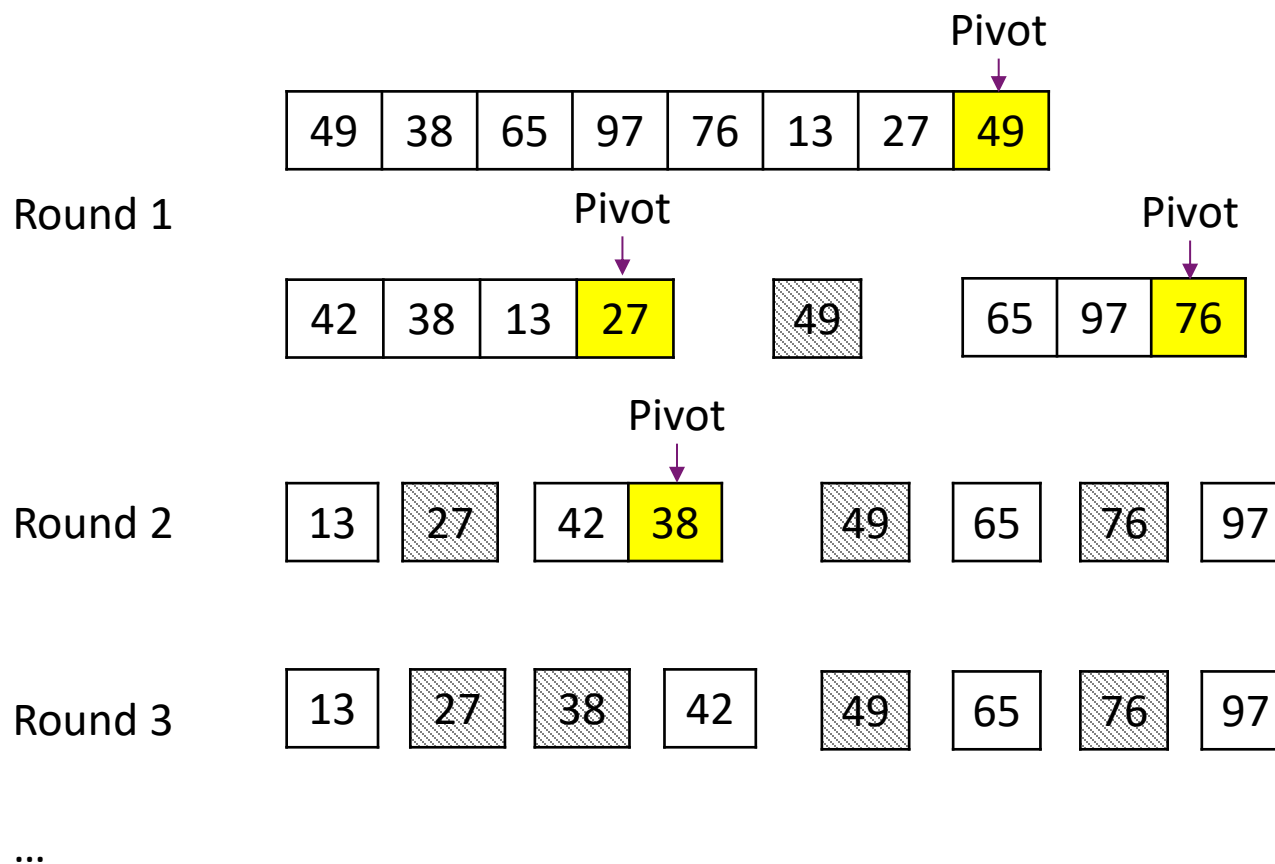 Pivot
49 38 65 97 76 13 27 49
Round 1
Pivot Pivot
42 38 13 27 49 65 97 76
Pivot
Round 2 13 27 42 38 49 65 76 97
Round 3 13 27 38 42 49 65 76 97
...